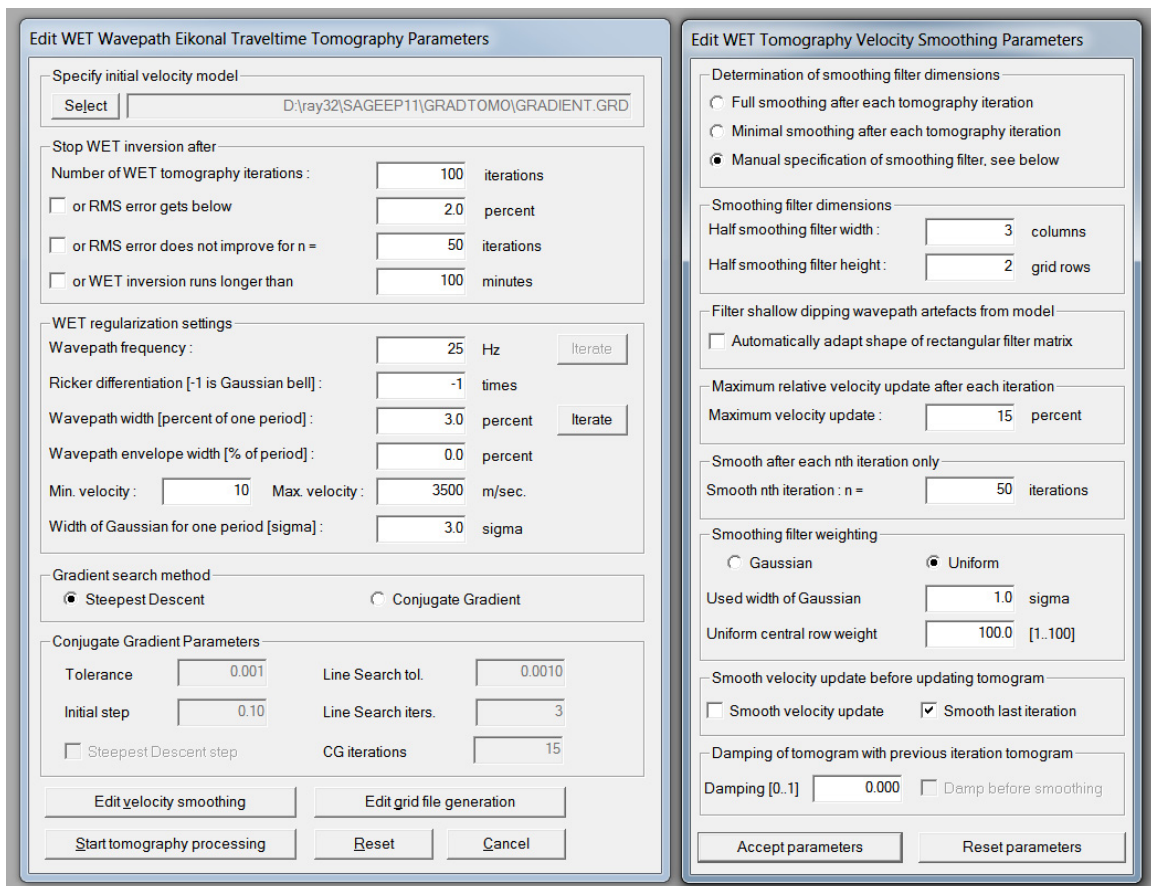 Edit WET Wavepath Eikonal Traveltime Tomography Parameters
Specify initial velocity model
Select D:\ray32\SAGEEP11\GRADTOMO\GRADIENT.GRD
Stop WET inversion after
Number of WET tomography iterations : 100 iterations
or RMS error gets below 2.0 percent
or RMS error does not improve for n = 50 iterations
or WET inversion runs longer than 100 minutes
WET regularization settings
Wavepath frequency : 25 Hz Iterate
Ricker differentiation [-1 is Gaussian bell] : -1 times
Wavepath width [percent of one period] : 3.0 percent Iterate
Wavepath envelope width [% of period] : 0.0 percent
Min. velocity : 10 Max. velocity : 3500 m/sec.
Width of Gaussian for one period [sigma] : 3.0 sigma
Gradient search method
Steepest Descent Conjugate Gradient
Conjugate Gradient Parameters
Tolerance 0.001 Line Search tol. 0.0010
Initial step 0.10 Line Search iters. 3
Steepest Descent step CG iterations 15
Edit velocity smoothing Edit grid file generation
Start tomography processing Reset Cancel
Edit WET Tomography Velocity Smoothing Parameters
Determination of smoothing filter dimensions
Full smoothing after each tomography iteration
Minimal smoothing after each tomography iteration
Manual specification of smoothing filter, see below
Smoothing filter dimensions
Half smoothing filter width : 3 columns
Half smoothing filter height : 2 grid rows
Filter shallow dipping wavepath artefacts from model
Automatically adapt shape of rectangular filter matrix
Maximum relative velocity update after each iteration
Maximum velocity update : 15 percent
Smooth after each nth iteration only
Smooth nth iteration : n = 50 iterations
Smoothing filter weighting
Gaussian Uniform
Used width of Gaussian 1.0 sigma
Uniform central row weight 100.0 [1..100]
Smooth velocity update before updating tomogram
Smooth velocity update Smooth last iteration
Damping of tomogram with previous iteration tomogram
Damping [0..1] 0.000 Damp before smoothing
Accept parameters Reset parameters